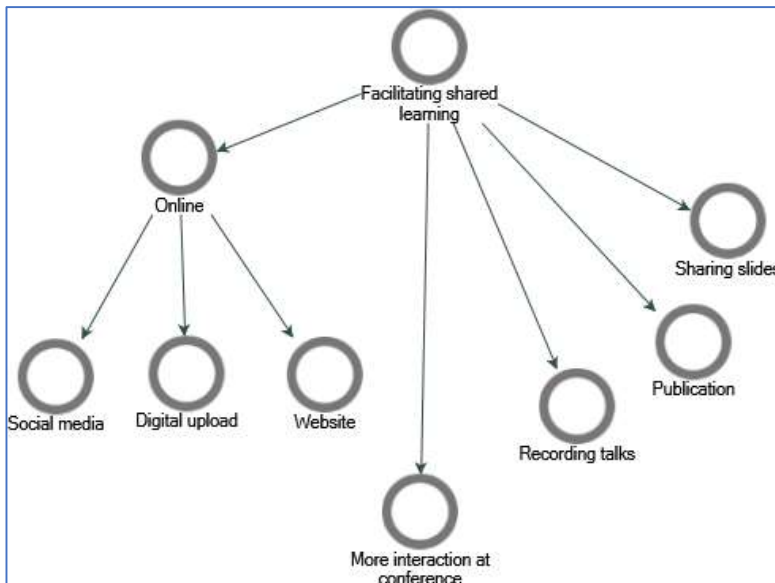 Facilitating shared
learning
Online
Sharing slides
Social media
Digital upload
Website
Publication
Recording talks
More interaction at
conference